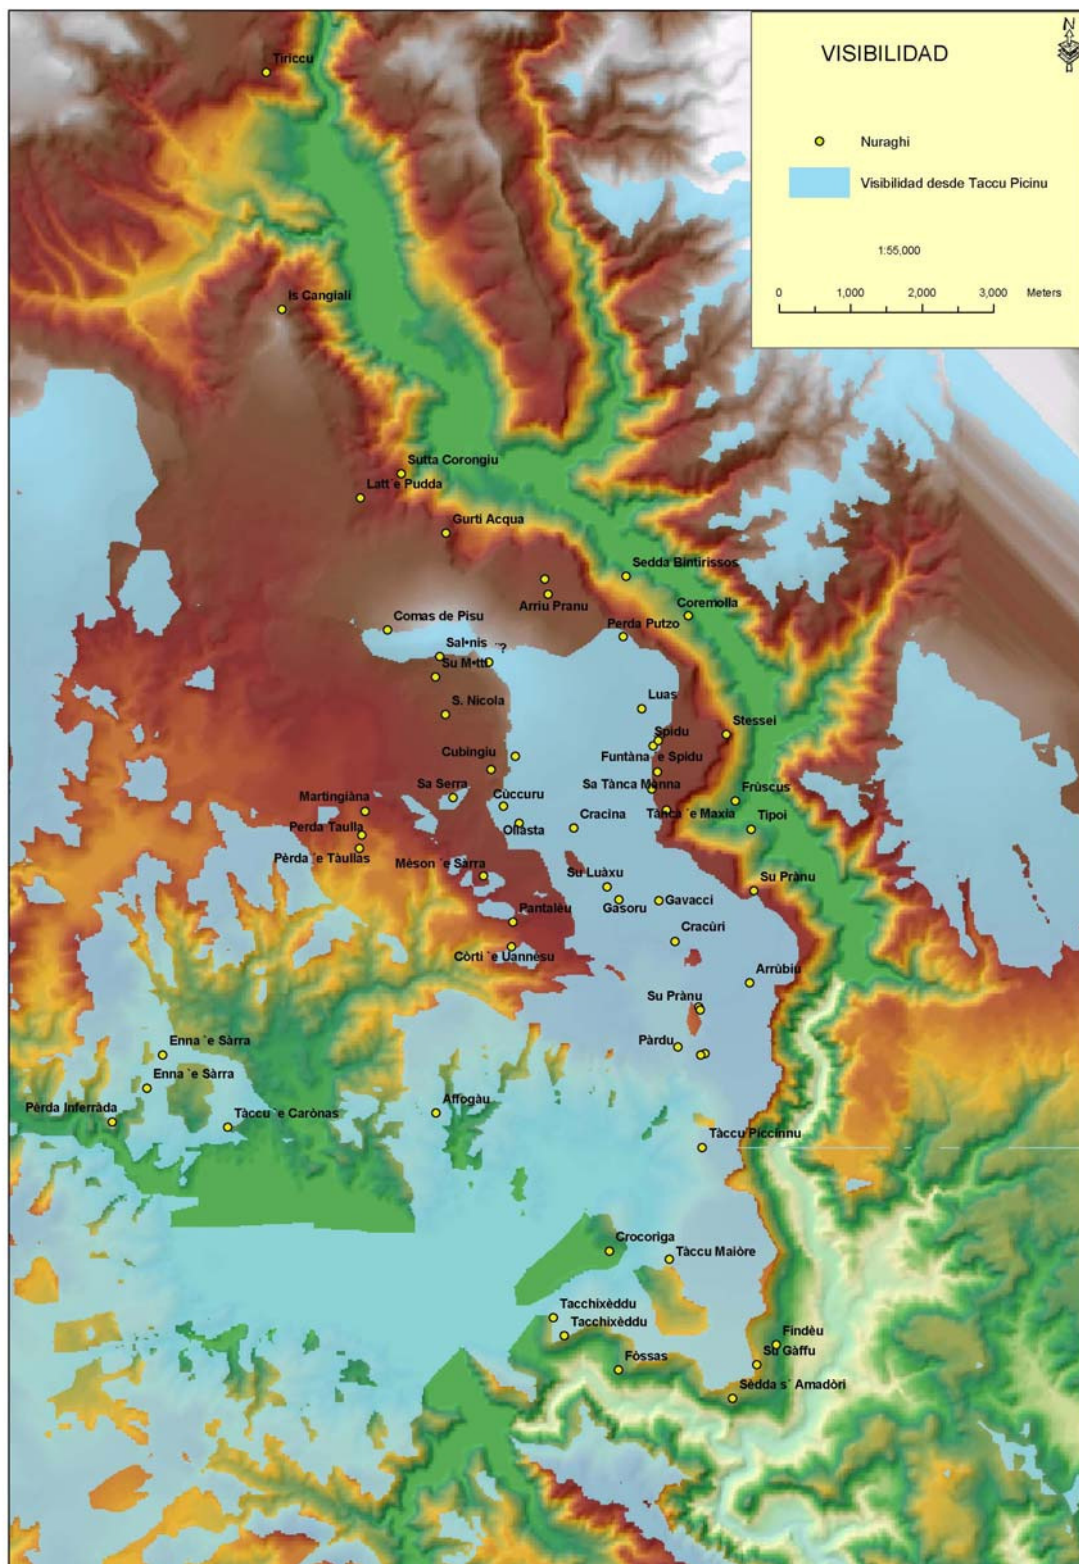 Tiriccu
VISIBILIDAD
N
Nuraghi
Visibilidad desde Taccu Picinu
1:55,000
0 1,000 2,000 3,000 Meters
Is Cangiali
Sutta Corongiu
Latt´e Pudda
Gurti Acqua
Sedda Bintirissos
Arriu Pranu
Coremolla
Comas de Pisu
Perda Putzo
Sal•nis ¨?
Su M•tti
S. Nicola
Luas
Stessei
Spidu
Cubingiu
Funtàna ´e Spidu
Sa Serra
Sa Tànca Mànna
Martingiàna
Cùccuru
Frùscus
Ollàsta
Cracina
Tànca ´e Maxia
Tipoi
Perda Taulla
Pèrda ´e Tàullas
Mèson ´e Sàrra
Su Luàxu
Su Prànu
Gasoru
Gavacci
Pantalèu
Cracùri
Còrti ´e Uannèsu
Arrùbiu
Su Prànu
Pàrdu
Enna ´e Sàrra
Enna ´e Sàrra
Pèrda Inferràda
Tàccu ´e Carònas
Affogàu
Tàccu Piccinnu
Crocoriga
Tàccu Maiòre
Tacchixèddu
Tacchixèddu
Findèu
Su Gàffu
Fòssas
Sèdda s´ Amadòri